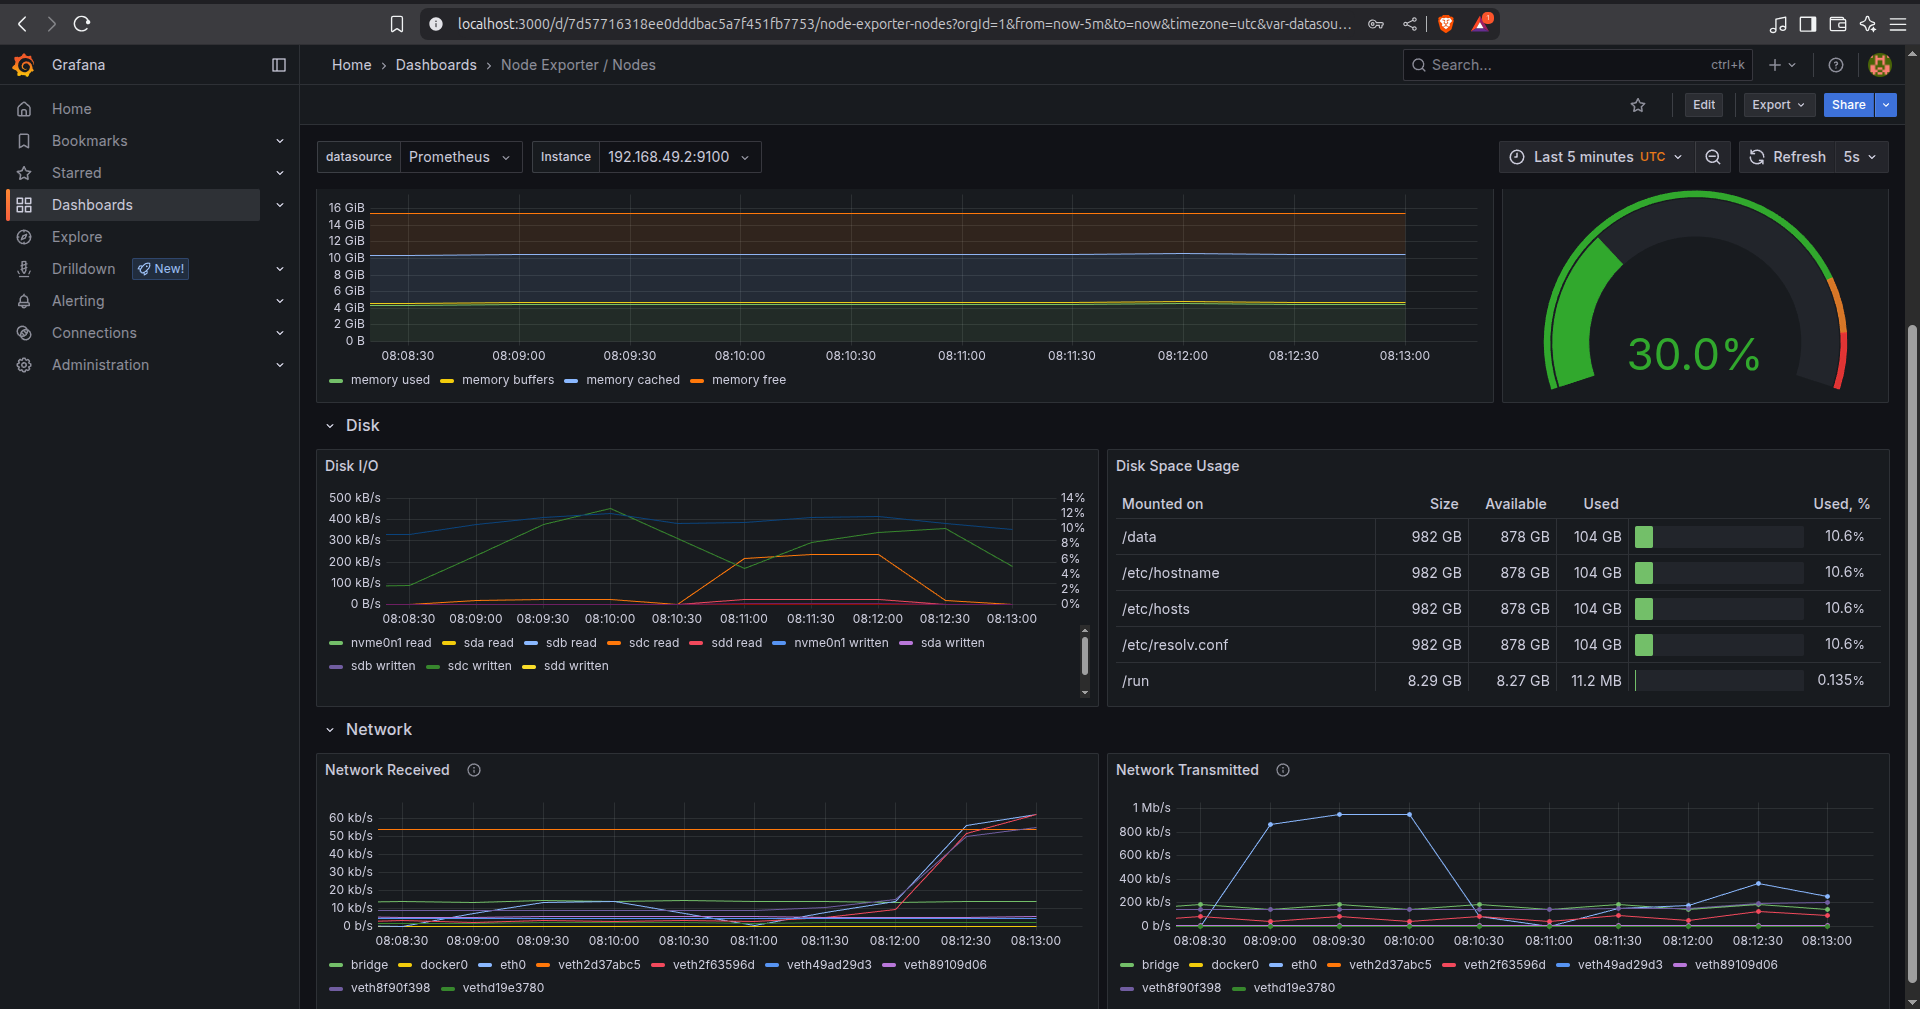 localhost:3000/d/7d57716318ee0dddbac5a7f451fb7753/node-exporter-nodes?orgId=1&from=now-5m&to=now&timezone=utc&var-datasou...
1
Grafana
Home › Dashboards › Node Exporter / Nodes
Search... ctrl+k
Home
Bookmarks
Starred
Dashboards
Explore
Drilldown New!
Alerting
Connections
Administration
Edit Export Share
datasource Prometheus Instance 192.168.49.2:9100
Last 5 minutes UTC Refresh 5s
16 GiB
14 GiB
12 GiB
10 GiB
8 GiB
6 GiB
4 GiB
2 GiB
0 B
08:08:30 08:09:00 08:09:30 08:10:00 08:10:30 08:11:00 08:11:30 08:12:00 08:12:30 08:13:00
memory used memory buffers memory cached memory free
30.0%
Disk
Disk I/O
500 kB/s
400 kB/s
300 kB/s
200 kB/s
100 kB/s
0 B/s
14%
12%
10%
8%
6%
4%
2%
0%
08:08:30 08:09:00 08:09:30 08:10:00 08:10:30 08:11:00 08:11:30 08:12:00 08:12:30 08:13:00
nvme0n1 read sda read sdb read sdc read sdd read nvme0n1 written sda written
sdb written sdc written sdd written
Disk Space Usage
Mounted on Size Available Used Used, %
/data 982 GB 878 GB 104 GB 10.6%
/etc/hostname 982 GB 878 GB 104 GB 10.6%
/etc/hosts 982 GB 878 GB 104 GB 10.6%
/etc/resolv.conf 982 GB 878 GB 104 GB 10.6%
/run 8.29 GB 8.27 GB 11.2 MB 0.135%
Network
Network Received
60 kb/s
50 kb/s
40 kb/s
30 kb/s
20 kb/s
10 kb/s
0 b/s
08:08:30 08:09:00 08:09:30 08:10:00 08:10:30 08:11:00 08:11:30 08:12:00 08:12:30 08:13:00
bridge docker0 eth0 veth2d37abc5 veth2f63596d veth49ad29d3 veth89109d06
veth8f90f398 vethd19e3780
Network Transmitted
1 Mb/s
800 kb/s
600 kb/s
400 kb/s
200 kb/s
0 b/s
08:08:30 08:09:00 08:09:30 08:10:00 08:10:30 08:11:00 08:11:30 08:12:00 08:12:30 08:13:00
bridge docker0 eth0 veth2d37abc5 veth2f63596d veth49ad29d3 veth89109d06
veth8f90f398 vethd19e3780